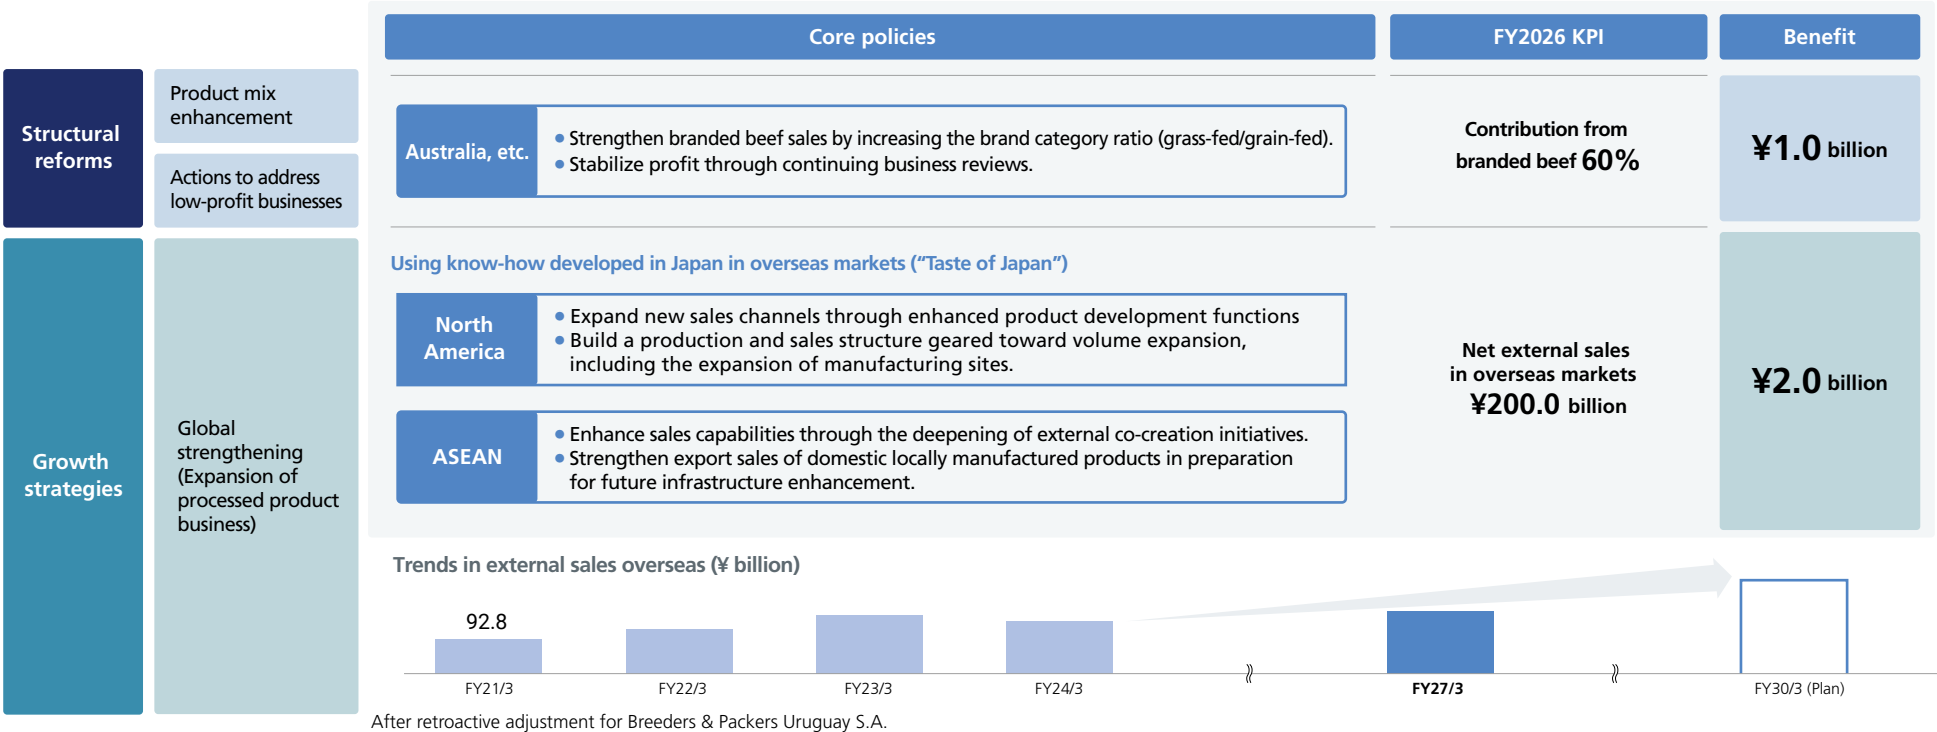 Core policies
FY2026 KPI
Benefit
Structural
reforms
Product mix
enhancement
Actions to address
low-profit businesses
Australia, etc.
● Strengthen branded beef sales by increasing the brand category ratio (grass-fed/grain-fed).
● Stabilize profit through continuing business reviews.
Contribution from
branded beef 60%
¥1.0 billion
Growth
strategies
Global
strengthening
(Expansion of
processed product
business)
Using know-how developed in Japan in overseas markets (“Taste of Japan”)
North
America
● Expand new sales channels through enhanced product development functions
● Build a production and sales structure geared toward volume expansion,
including the expansion of manufacturing sites.
ASEAN
● Enhance sales capabilities through the deepening of external co-creation initiatives.
● Strengthen export sales of domestic locally manufactured products in preparation
for future infrastructure enhancement.
Net external sales
in overseas markets
¥200.0 billion
¥2.0 billion
Trends in external sales overseas (¥ billion)
92.8
FY21/3
FY22/3
FY23/3
FY24/3
FY27/3
FY30/3 (Plan)
After retroactive adjustment for Breeders & Packers Uruguay S.A.